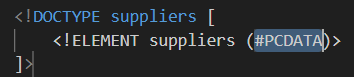 <!DOCTYPE suppliers [
<!ELEMENT suppliers (#PCDATA)>
]>